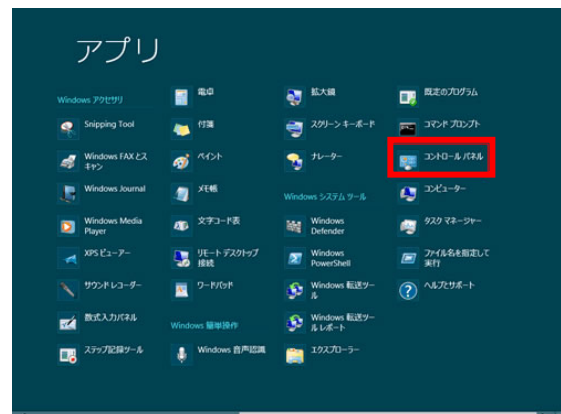 アプリ
Windows アクセサリ
Snipping Tool
Windows FAX とス
キャン
Windows Journal
Windows Media
Player
XPS ビューアー
サウンド レコーダー
数式入力パネル
ステップ記録ツール
電卓
付箋
ペイント
メモ帳
文字コード表
リモート デスクトップ
接続
ワードパッド
Windows 簡単操作
Windows 音声認識
拡大鏡
スクリーン キーボード
ナレーター
Windows システム ツール
Windows
Defender
Windows
PowerShell
Windows 転送ツー
ル
Windows 転送ツー
ル レポート
エクスプローラー
既定のプログラム
コマンド プロンプト
コントロール パネル
コンピューター
タスク マネージャー
ファイル名を指定して
実行
ヘルプとサポート